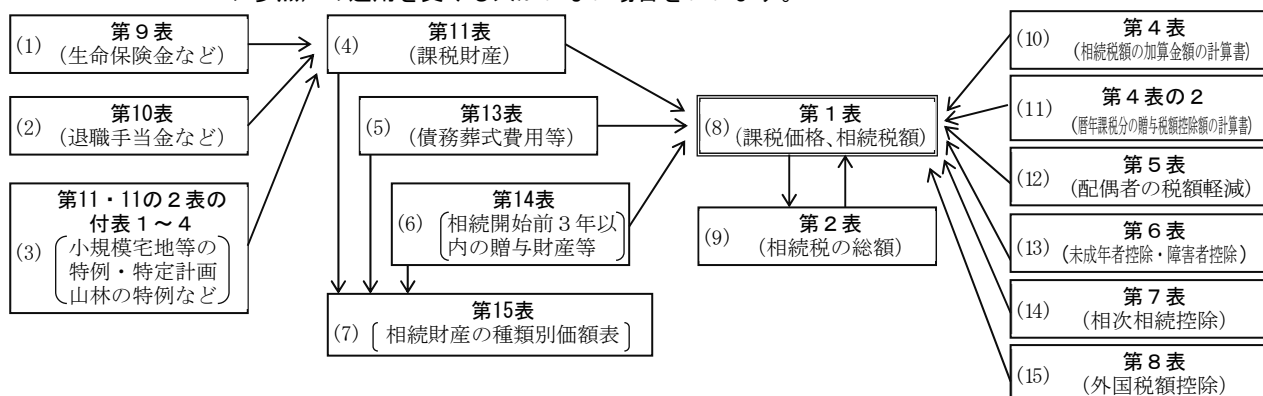 (1) 第９表
(生命保険金など)
(2) 第10表
(退職手当金など)
(3) 第11・11の２表の
付表１～４
小規模宅地等の
特例・特定計画
山林の特例など
(4) 第11表
(課税財産)
(5) 第13表
(債務葬式費用等)
(6) 第14表
相続開始前３年以
内の贈与財産等
(7) 第15表
相続財産の種類別価額表
(8) 第１表
(課税価格、相続税額)
(9) 第２表
(相続税の総額)
(10) 第４表
(相続税額の加算金額の計算書)
(11) 第４表の２
(暦年課税分の贈与税額控除額の計算書)
(12) 第５表
(配偶者の税額軽減)
(13) 第６表
(未成年者控除・障害者控除)
(14) 第７表
(相次相続控除)
(15) 第８表
(外国税額控除)